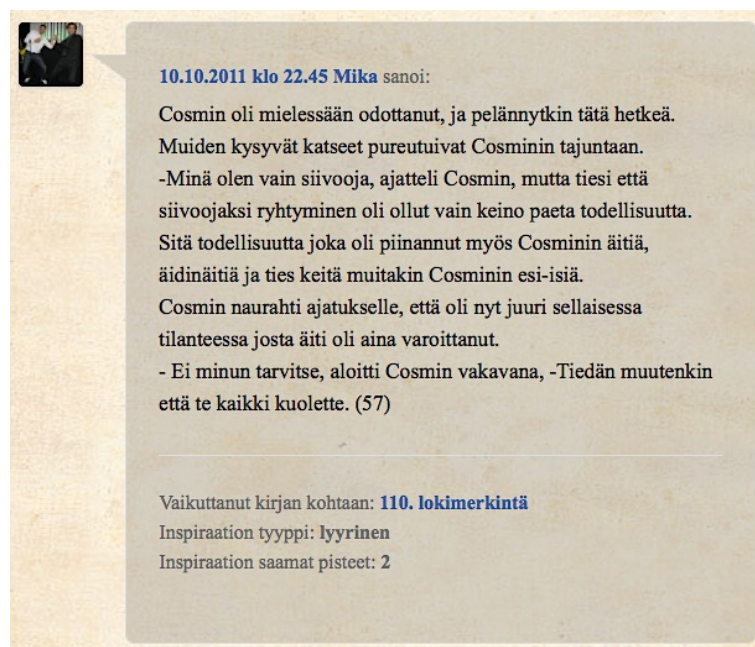 10.10.2011 klo 22.45 Mika sanoi:
Cosmin oli mielessään odottanut, ja pelännytkin tätä hetkeä.
Muiden kysyvät katseet pureutuivat Cosminin tajuntaan.
-Minä olen vain siivooja, ajatteli Cosmin, mutta tiesi että
siivoojaksi ryhtyminen oli ollut vain keino paeta todellisuutta.
Sitä todellisuutta joka oli piinannut myös Cosminin äitiä,
äidinäitiä ja ties keitä muitakin Cosminin esi-isiä.
Cosmin naurahti ajatukselle, että oli nyt juuri sellaisessa
tilanteessa josta äiti oli aina varoittanut.
- Ei minun tarvitse, aloitti Cosmin vakavana, -Tiedän muutenkin
että te kaikki kuolette. (57)
Vaikuttanut kirjan kohtaan: 110. lokimerkintä
Inspiraation tyyppi: lyyrinen
Inspiraation saamat pisteet: 2